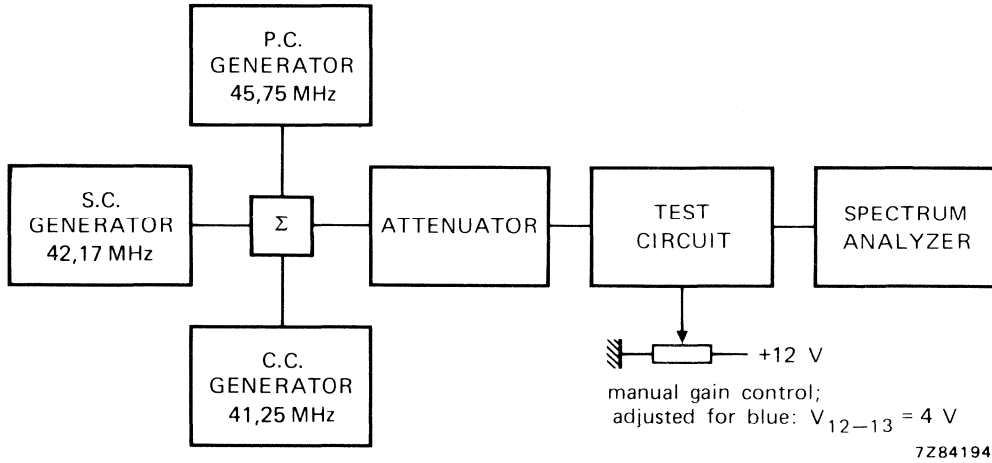 P.C.
GENERATOR
45,75 MHz
S.C.
GENERATOR
42,17 MHz
Σ
ATTENUATOR
TEST
CIRCUIT
SPECTRUM
ANALYZER
C.C.
GENERATOR
41,25 MHz
+12 V
manual gain control;
adjusted for blue: V12–13 = 4 V
7Z84194